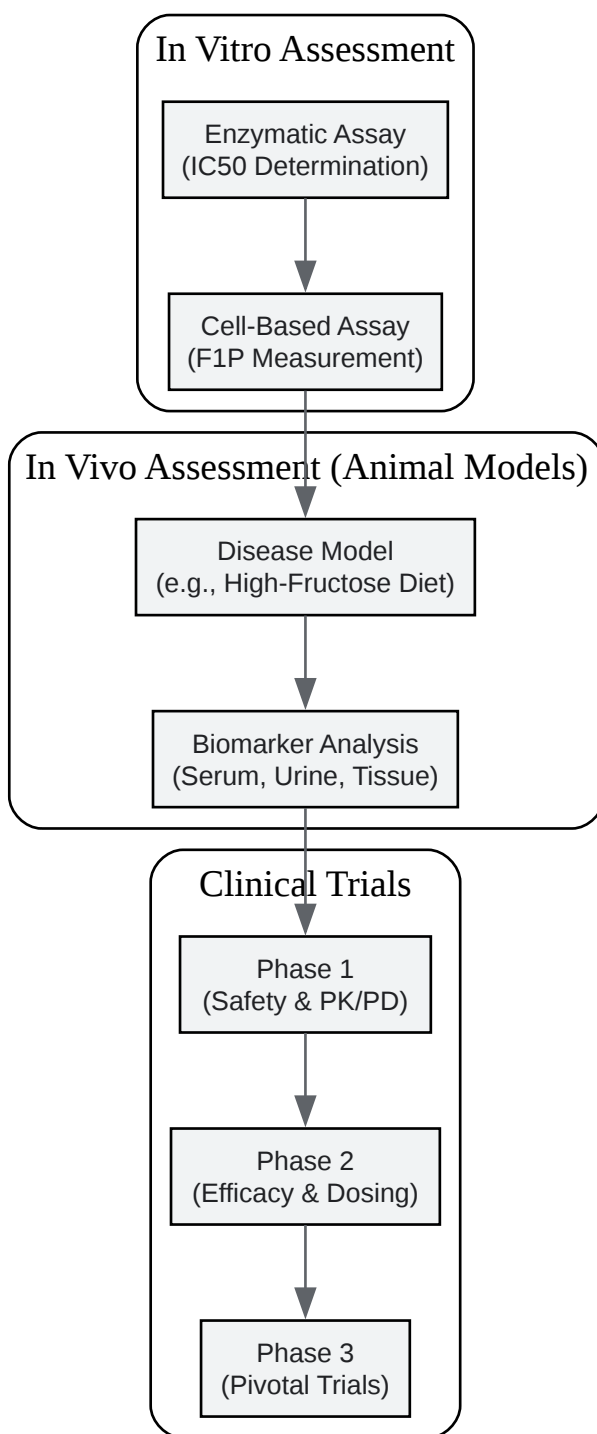 In Vitro Assessment
Enzymatic Assay
(IC50 Determination)
Cell-Based Assay
(F1P Measurement)
In Vivo Assessment (Animal Models)
Disease Model
(e.g., High-Fructose Diet)
Biomarker Analysis
(Serum, Urine, Tissue)
Clinical Trials
Phase 1
(Safety & PK/PD)
Phase 2
(Efficacy & Dosing)
Phase 3
(Pivotal Trials)